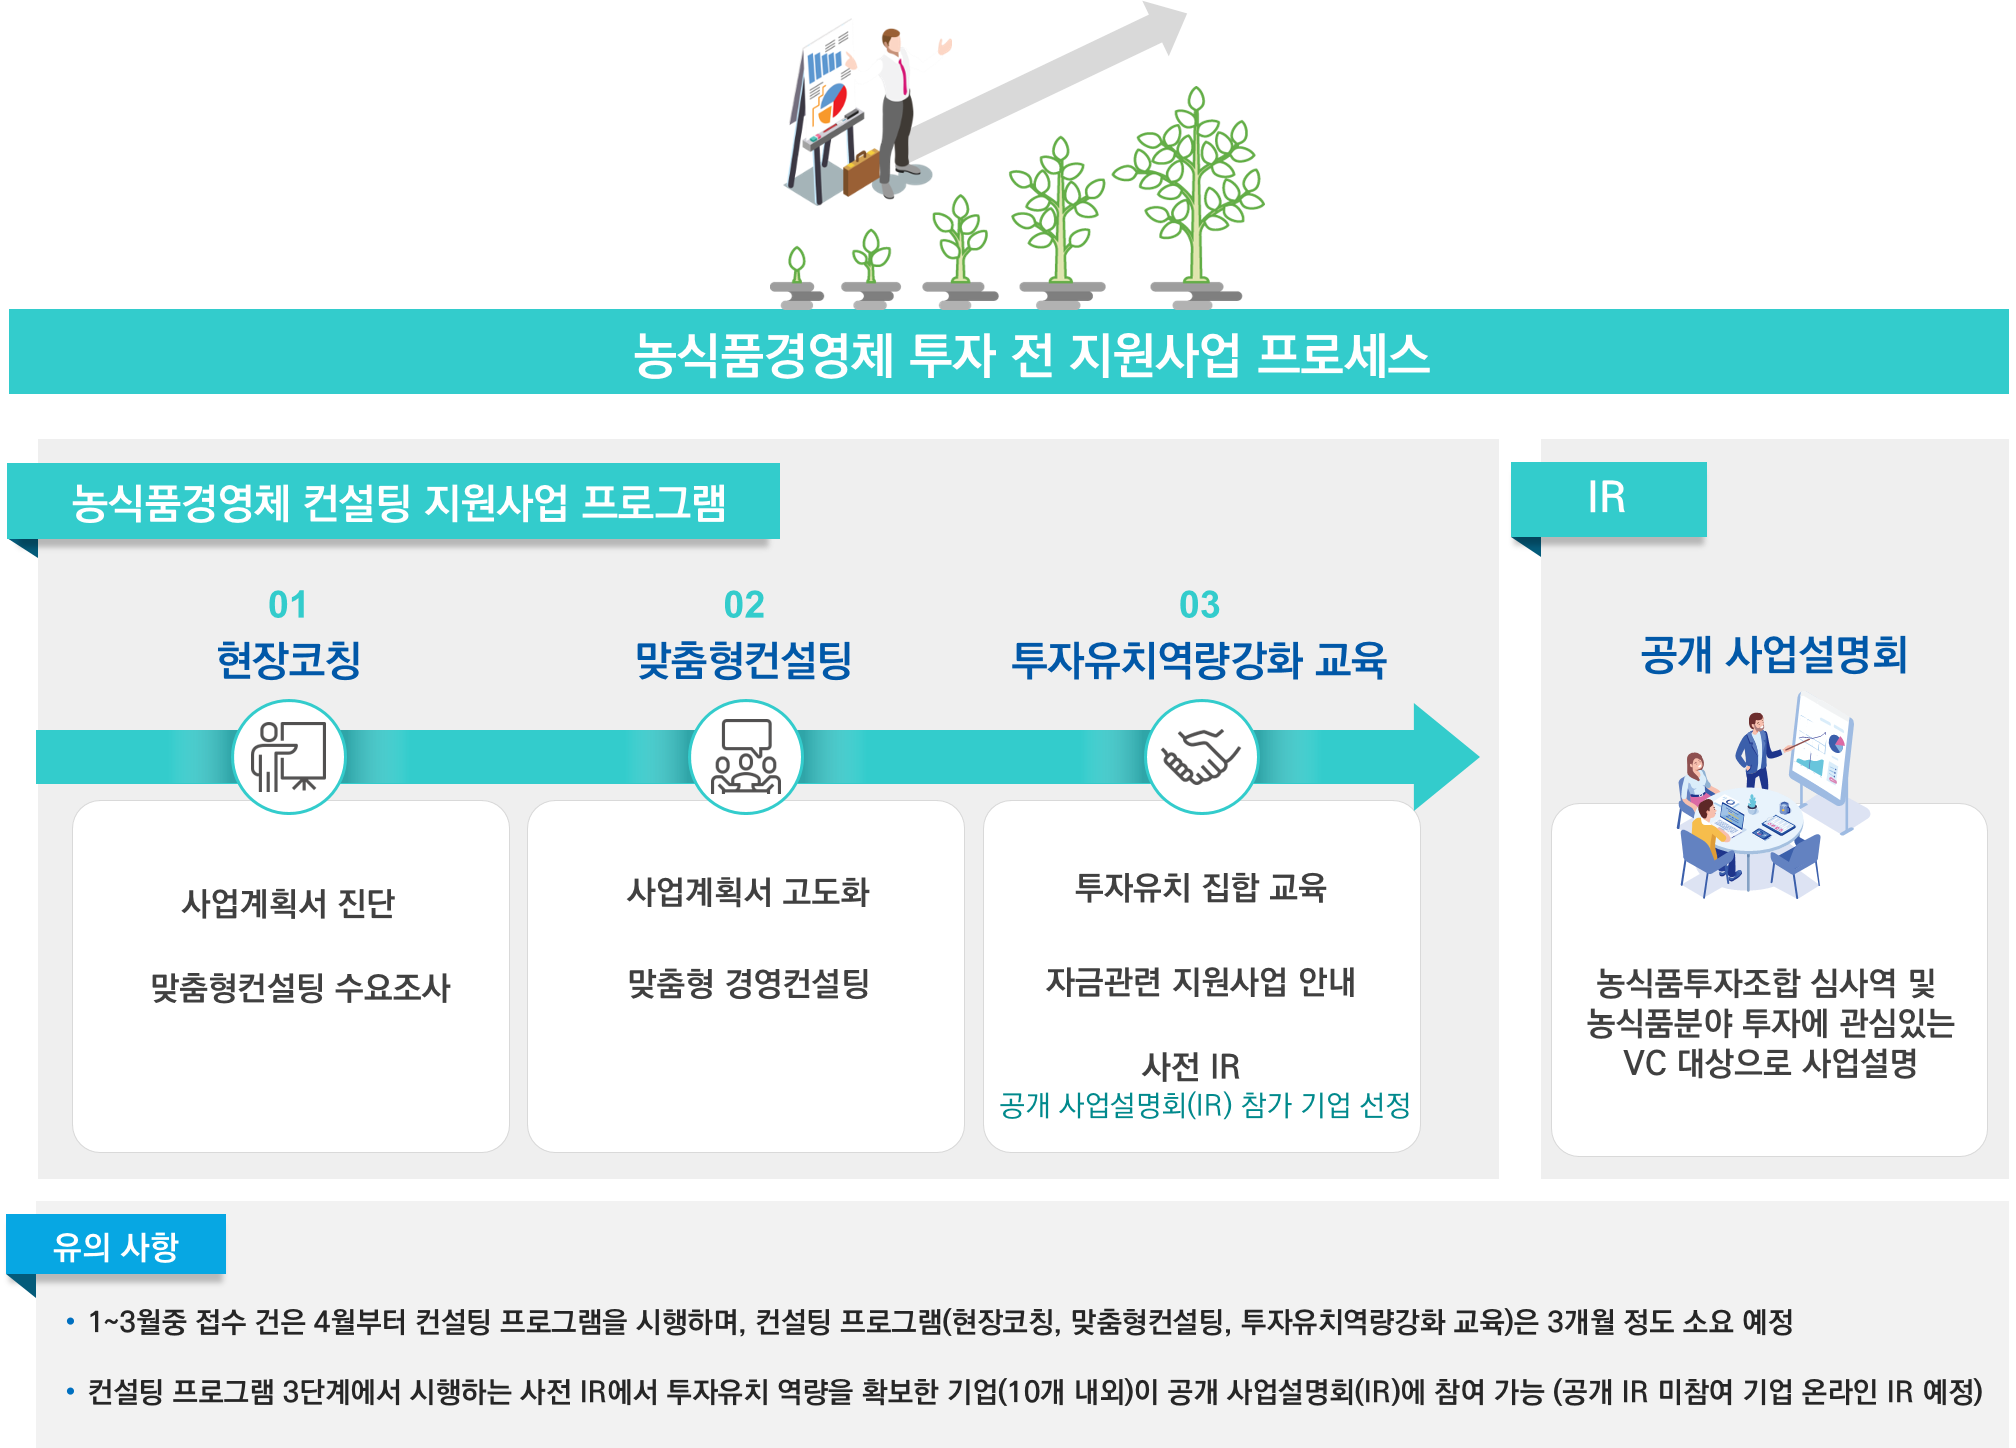 농식품경영체 투자 전 지원사업 프로세스
농식품경영체 컨설팅 지원사업 프로그램
01
현장코칭
사업계획서 진단
맞춤형컨설팅 수요조사
02
맞춤형컨설팅
사업계획서 고도화
맞춤형 경영컨설팅
03
투자유치역량강화 교육
투자유치 집합 교육
자금관련 지원사업 안내
사전 IR
공개 사업설명회(IR) 참가 기업 선정
IR
공개 사업설명회
농식품투자조합 심사역 및
농식품분야 투자에 관심있는
VC 대상으로 사업설명
유의 사항
• 1~3월중 접수 건은 4월부터 컨설팅 프로그램을 시행하며, 컨설팅 프로그램(현장코칭, 맞춤형컨설팅, 투자유치역량강화 교육)은 3개월 정도 소요 예정
• 컨설팅 프로그램 3단계에서 시행하는 사전 IR에서 투자유치 역량을 확보한 기업(10개 내외)이 공개 사업설명회(IR)에 참여 가능 (공개 IR 미참여 기업 온라인 IR 예정)